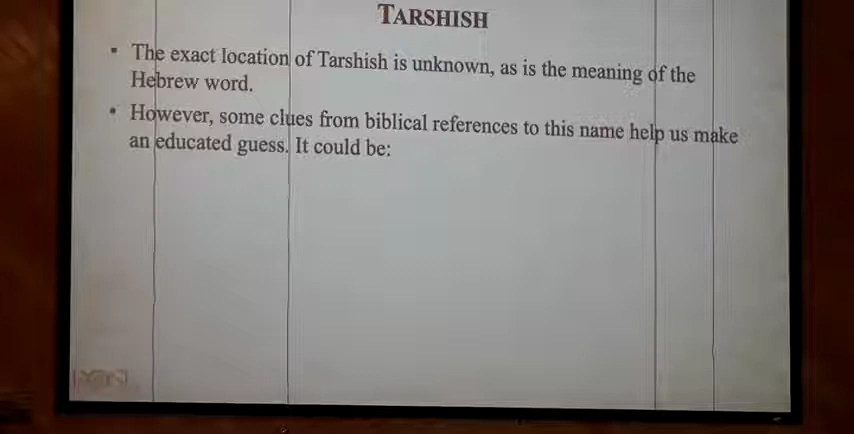 TARSHISH
• The exact location of Tarshish is unknown, as is the meaning of the
Hebrew word.
• However, some clues from biblical references to this name help us make
an educated guess. It could be: